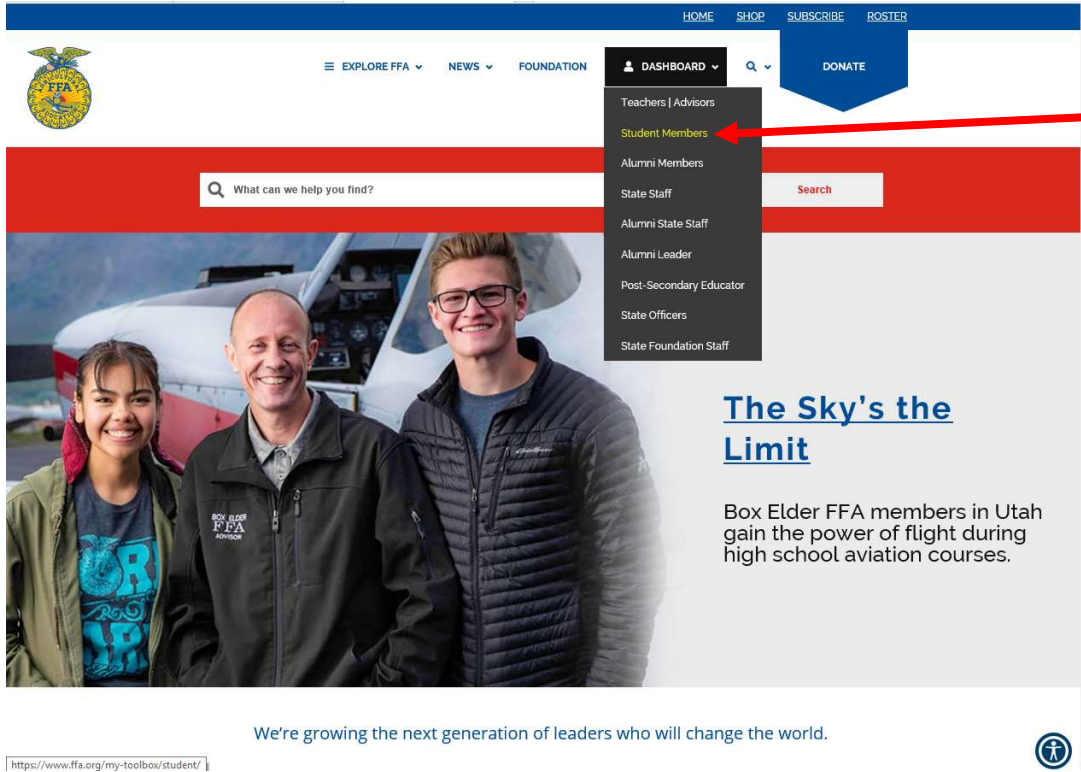 HOME SHOP SUBSCRIBE ROSTER
FFA
EXPLORE FFA NEWS FOUNDATION DASHBOARD DONATE
Teachers | Advisors
Student Members
Alumni Members
State Staff
Alumni State Staff
Alumni Leader
Post-Secondary Educator
State Officers
State Foundation Staff
What can we help you find? Search
BOX ELDER
FFA
ADVISOR
The Sky's the
Limit
Box Elder FFA members in Utah
gain the power of flight during
high school aviation courses.
We're growing the next generation of leaders who will change the world.
https://www.ffa.org/my-toolbox/student/